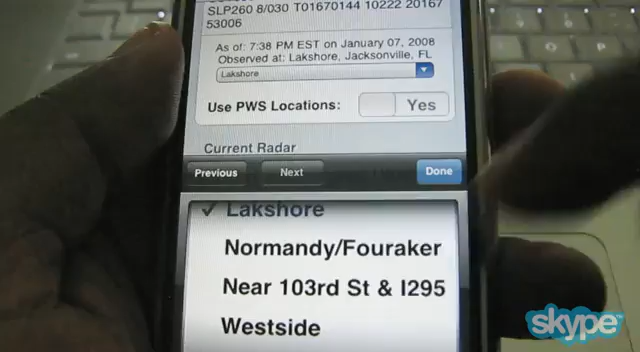 SLP260 8/030 T01670144 10222 20167
53006
As of: 7:38 PM EST on January 07, 2008
Observed at: Lakshore, Jacksonville, FL
Lakshore
Use PWS Locations: Yes
Current Radar
Previous Next Done
✓ Lakshore
Normandy/Fouraker
Near 103rd St & I295
Westside
skype